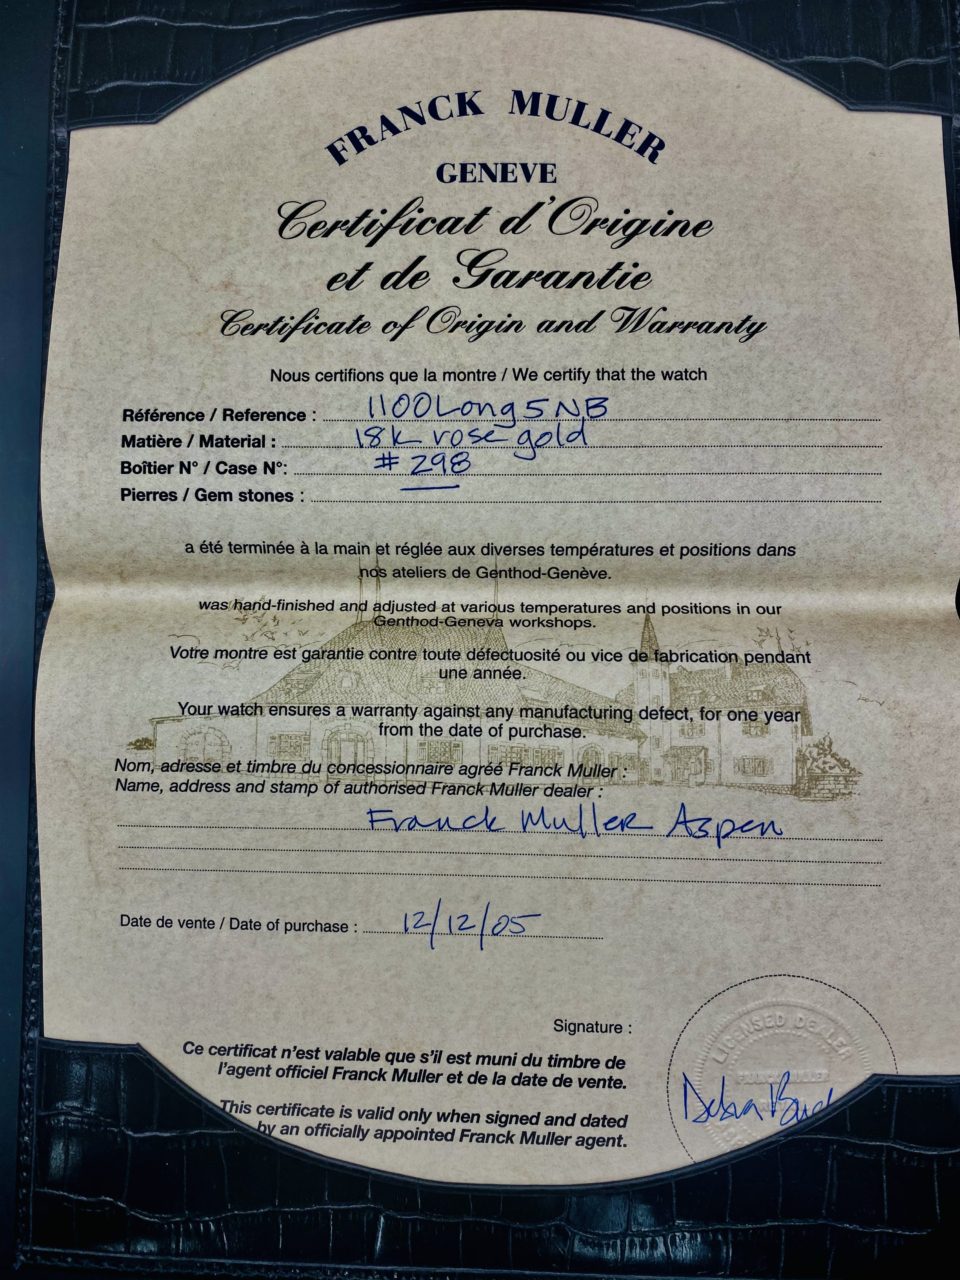 FRANCK MULLER
GENEVE
Certificat d'Origine
et de Garantie
Certificate of Origin and Warranty
Nous certifions que la montre / We certify that the watch
Référence / Reference : 1100Long5NB
Matière / Material : 18K rose gold
Boîtier N° / Case N°: # 298
Pierres / Gem stones :
a été terminée à la main et réglée aux diverses températures et positions dans
nos ateliers de Genthod-Genève.
was hand-finished and adjusted at various temperatures and positions in our
Genthod-Geneva workshops.
Votre montre est garantie contre toute défectuosité ou vice de fabrication pendant
une année.
Your watch ensures a warranty against any manufacturing defect, for one year
from the date of purchase.
Nom, adresse et timbre du concessionnaire agréé Franck Muller :
Name, address and stamp of authorised Franck Muller dealer :
Franck Muller Aspen
Date de vente / Date of purchase : 12/12/05
Signature :
Ce certificat n'est valable que s'il est muni du timbre de
l'agent officiel Franck Muller et de la date de vente.
This certificate is valid only when signed and dated
by an officially appointed Franck Muller agent.
LICENSED DEALER
FRANCK MULLER
Debra